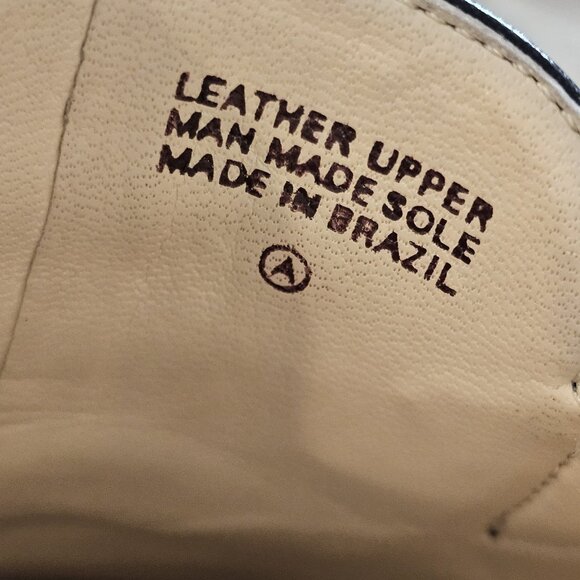 LEATHER UPPER
MAN MADE SOLE
MADE IN BRAZIL
A